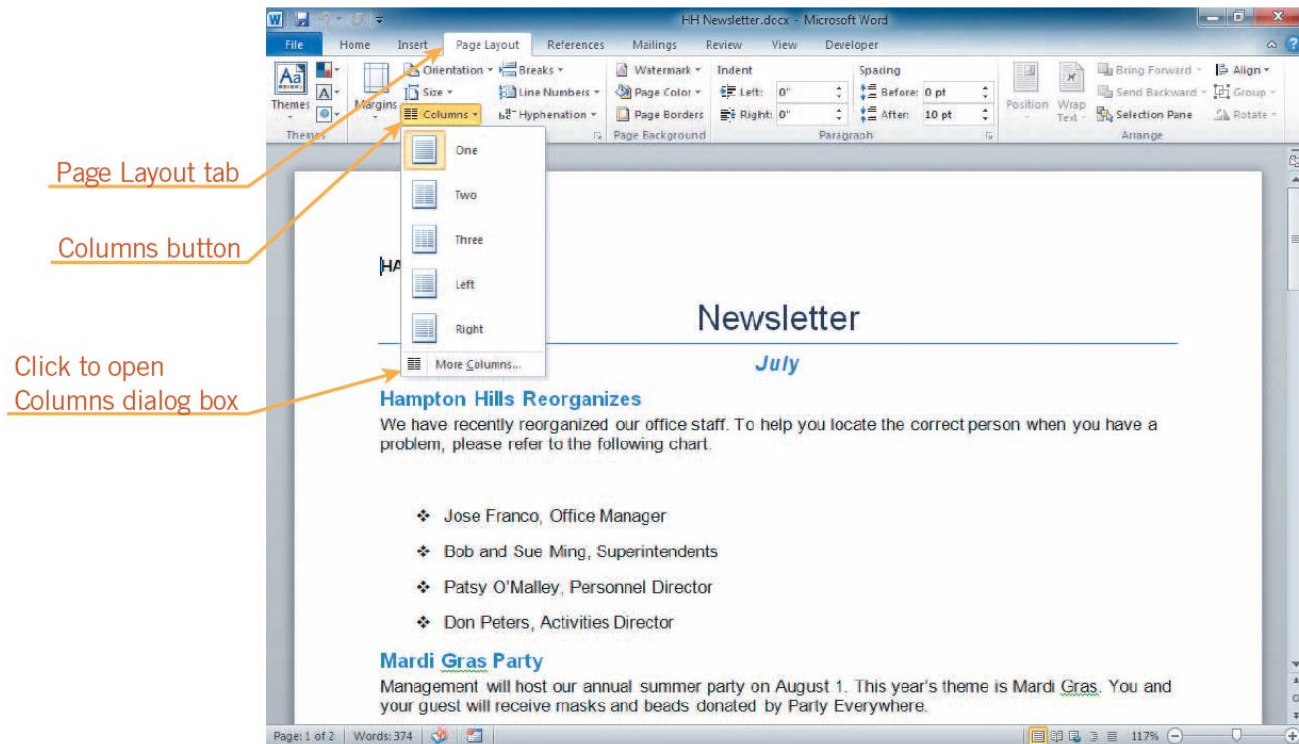 HH Newsletter.docx - Microsoft Word
File Home Insert Page Layout References Mailings Review View Developer
Themes
Margins
Orientation
Size
Columns
Breaks
Line Numbers
Hyphenation
Watermark
Page Color
Page Borders
Indent
Left: 0"
Right: 0"
Spacing
Before: 0 pt
After: 10 pt
Position
Wrap Text
Bring Forward
Send Backward
Selection Pane
Align
Group
Rotate
Themes
Page Background
Paragraph
Arrange
One
Two
Three
Left
Right
More Columns...
Page Layout tab
Columns button
Click to open
Columns dialog box
HA
Newsletter
July
Hampton Hills Reorganizes
We have recently reorganized our office staff. To help you locate the correct person when you have a
problem, please refer to the following chart.
❖ Jose Franco, Office Manager
❖ Bob and Sue Ming, Superintendents
❖ Patsy O'Malley, Personnel Director
❖ Don Peters, Activities Director
Mardi Gras Party
Management will host our annual summer party on August 1. This year's theme is Mardi Gras. You and
your guest will receive masks and beads donated by Party Everywhere.
Page: 1 of 2 Words: 374 117%